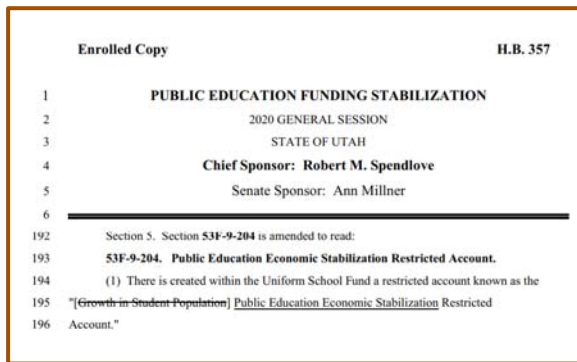 Enrolled Copy H.B. 357
1 PUBLIC EDUCATION FUNDING STABILIZATION
2 2020 GENERAL SESSION
3 STATE OF UTAH
4 Chief Sponsor: Robert M. Spendlove
5 Senate Sponsor: Ann Millner
6
192 Section 5. Section 53F-9-204 is amended to read:
193 53F-9-204. Public Education Economic Stabilization Restricted Account.
194 (1) There is created within the Uniform School Fund a restricted account known as the
195 "[Growth in Student Population] Public Education Economic Stabilization Restricted
196 Account."